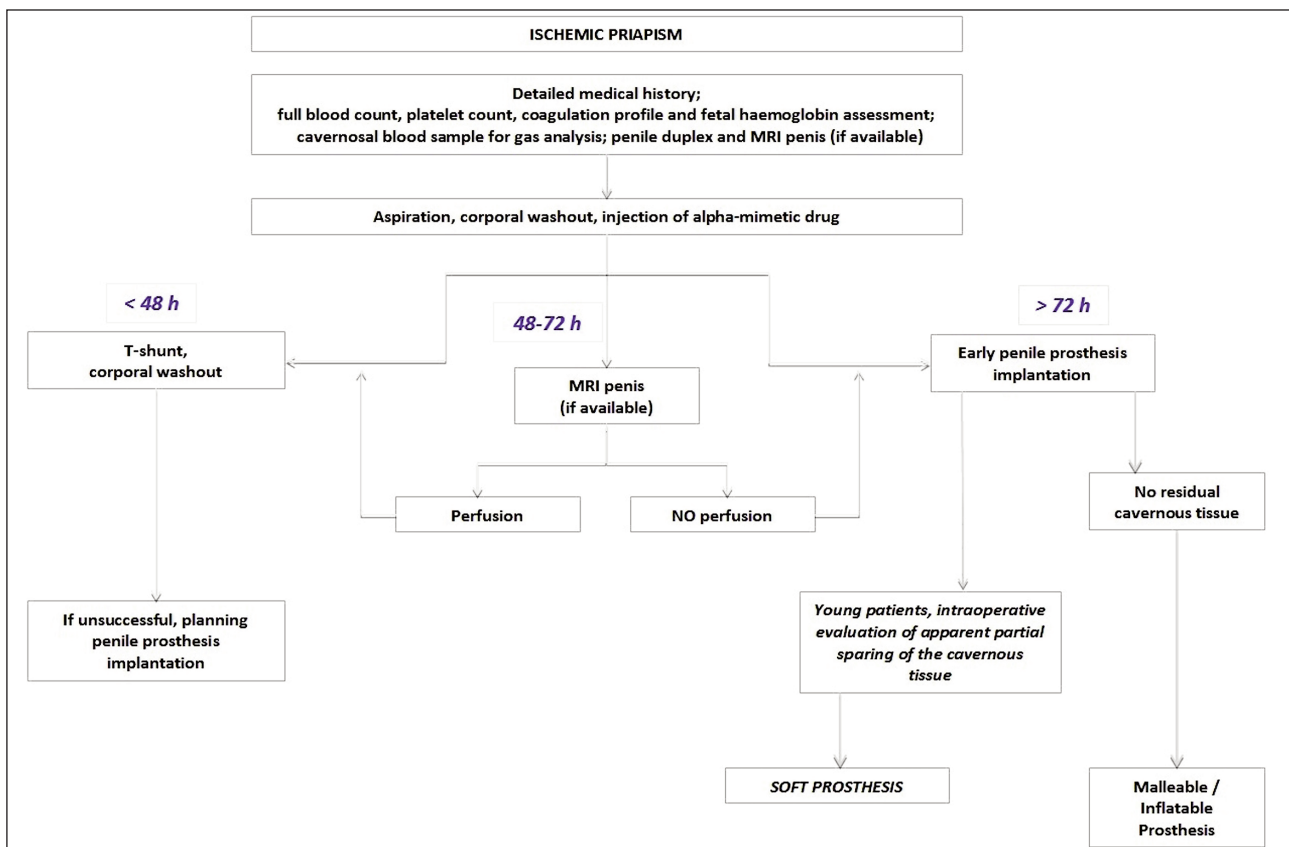 ISCHEMIC PRIAPISM
Detailed medical history;
full blood count, platelet count, coagulation profile and fetal haemoglobin assessment;
cavernosal blood sample for gas analysis; penile duplex and MRI penis (if available)
Aspiration, corporal washout, injection of alpha-mimetic drug
< 48 h
48-72 h
> 72 h
T-shunt,
corporal washout
MRI penis
(if available)
Early penile prosthesis
implantation
Perfusion
NO perfusion
No residual
cavernous tissue
If unsuccessful, planning
penile prosthesis
implantation
Young patients, intraoperative
evaluation of apparent partial
sparing of the cavernous
tissue
SOFT PROSTHESIS
Malleable /
Inflatable
Prosthesis